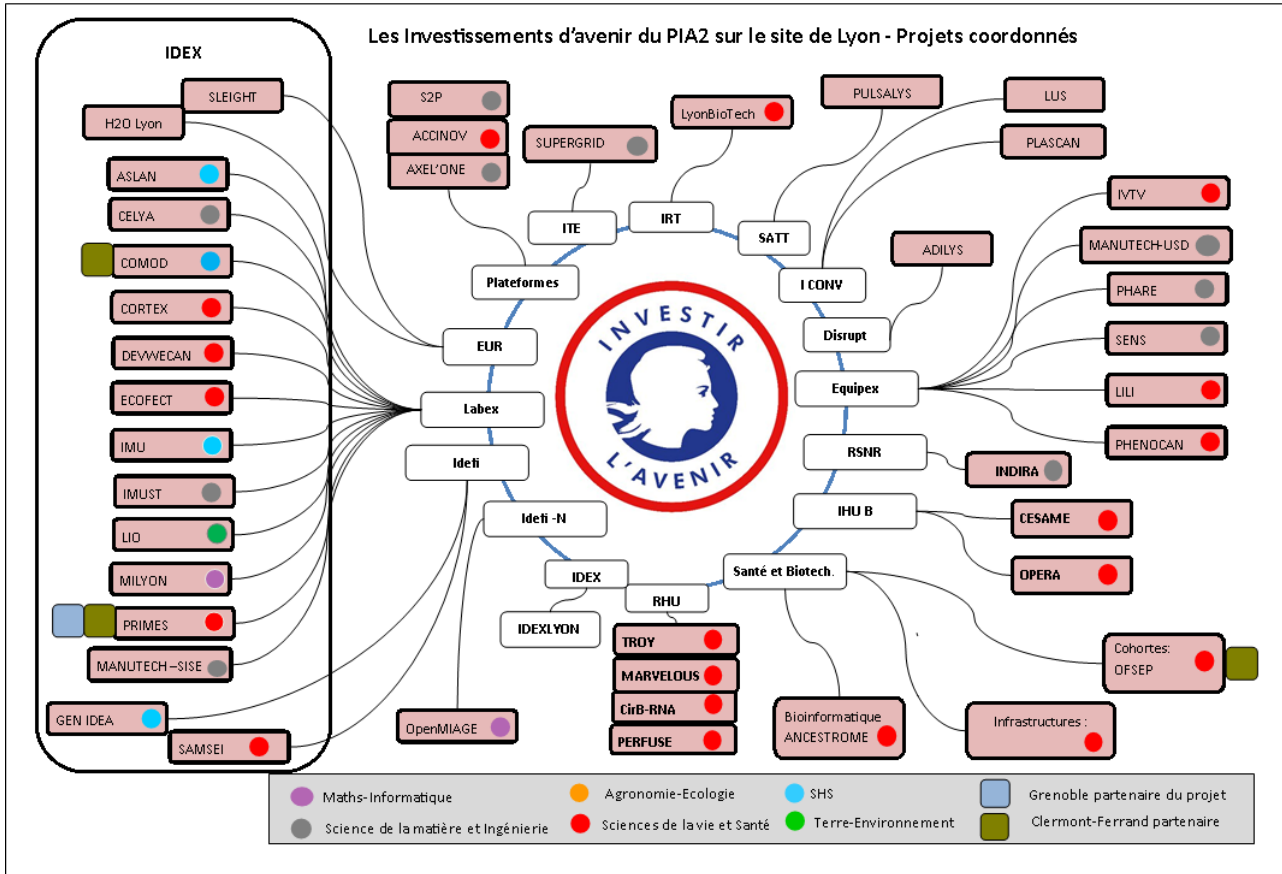 Les Investissements d'avenir du PIA2 sur le site de Lyon - Projets coordonnés
IDEX
SLEIGHT
H2O Lyon
ASLAN
CELYA
COMOD
CORTEX
DEVWECAN
ECOFECT
IMU
IMUST
LIO
MILYON
PRIMES
MANUTECH–SISE
GEN IDEA
SAMSEI
S2P
ACCINOV
AXEL'ONE
SUPERGRID
LyonBioTech
PULSALYS
LUS
PLASCAN
ADILYS
IVTV
MANUTECH-USD
PHARE
SENS
LILI
PHENOCAN
INDIRA
CESAME
OPERA
Cohortes:
OFSEP
Infrastructures :
Bioinformatique
ANCESTROME
TROY
MARVELOUS
CirB-RNA
PERFUSE
OpenMIAGE
IDEXLYON
IRT
ITE
SATT
Plateformes
I CONV
EUR
Disrupt
Labex
Equipex
Idefi
RSNR
Idefi -N
IHU B
IDEX
RHU
Santé et Biotech.
INVESTIR
L'AVENIR
Maths-Informatique
Agronomie-Ecologie
SHS
Grenoble partenaire du projet
Science de la matière et Ingénierie
Sciences de la vie et Santé
Terre-Environnement
Clermont-Ferrand partenaire